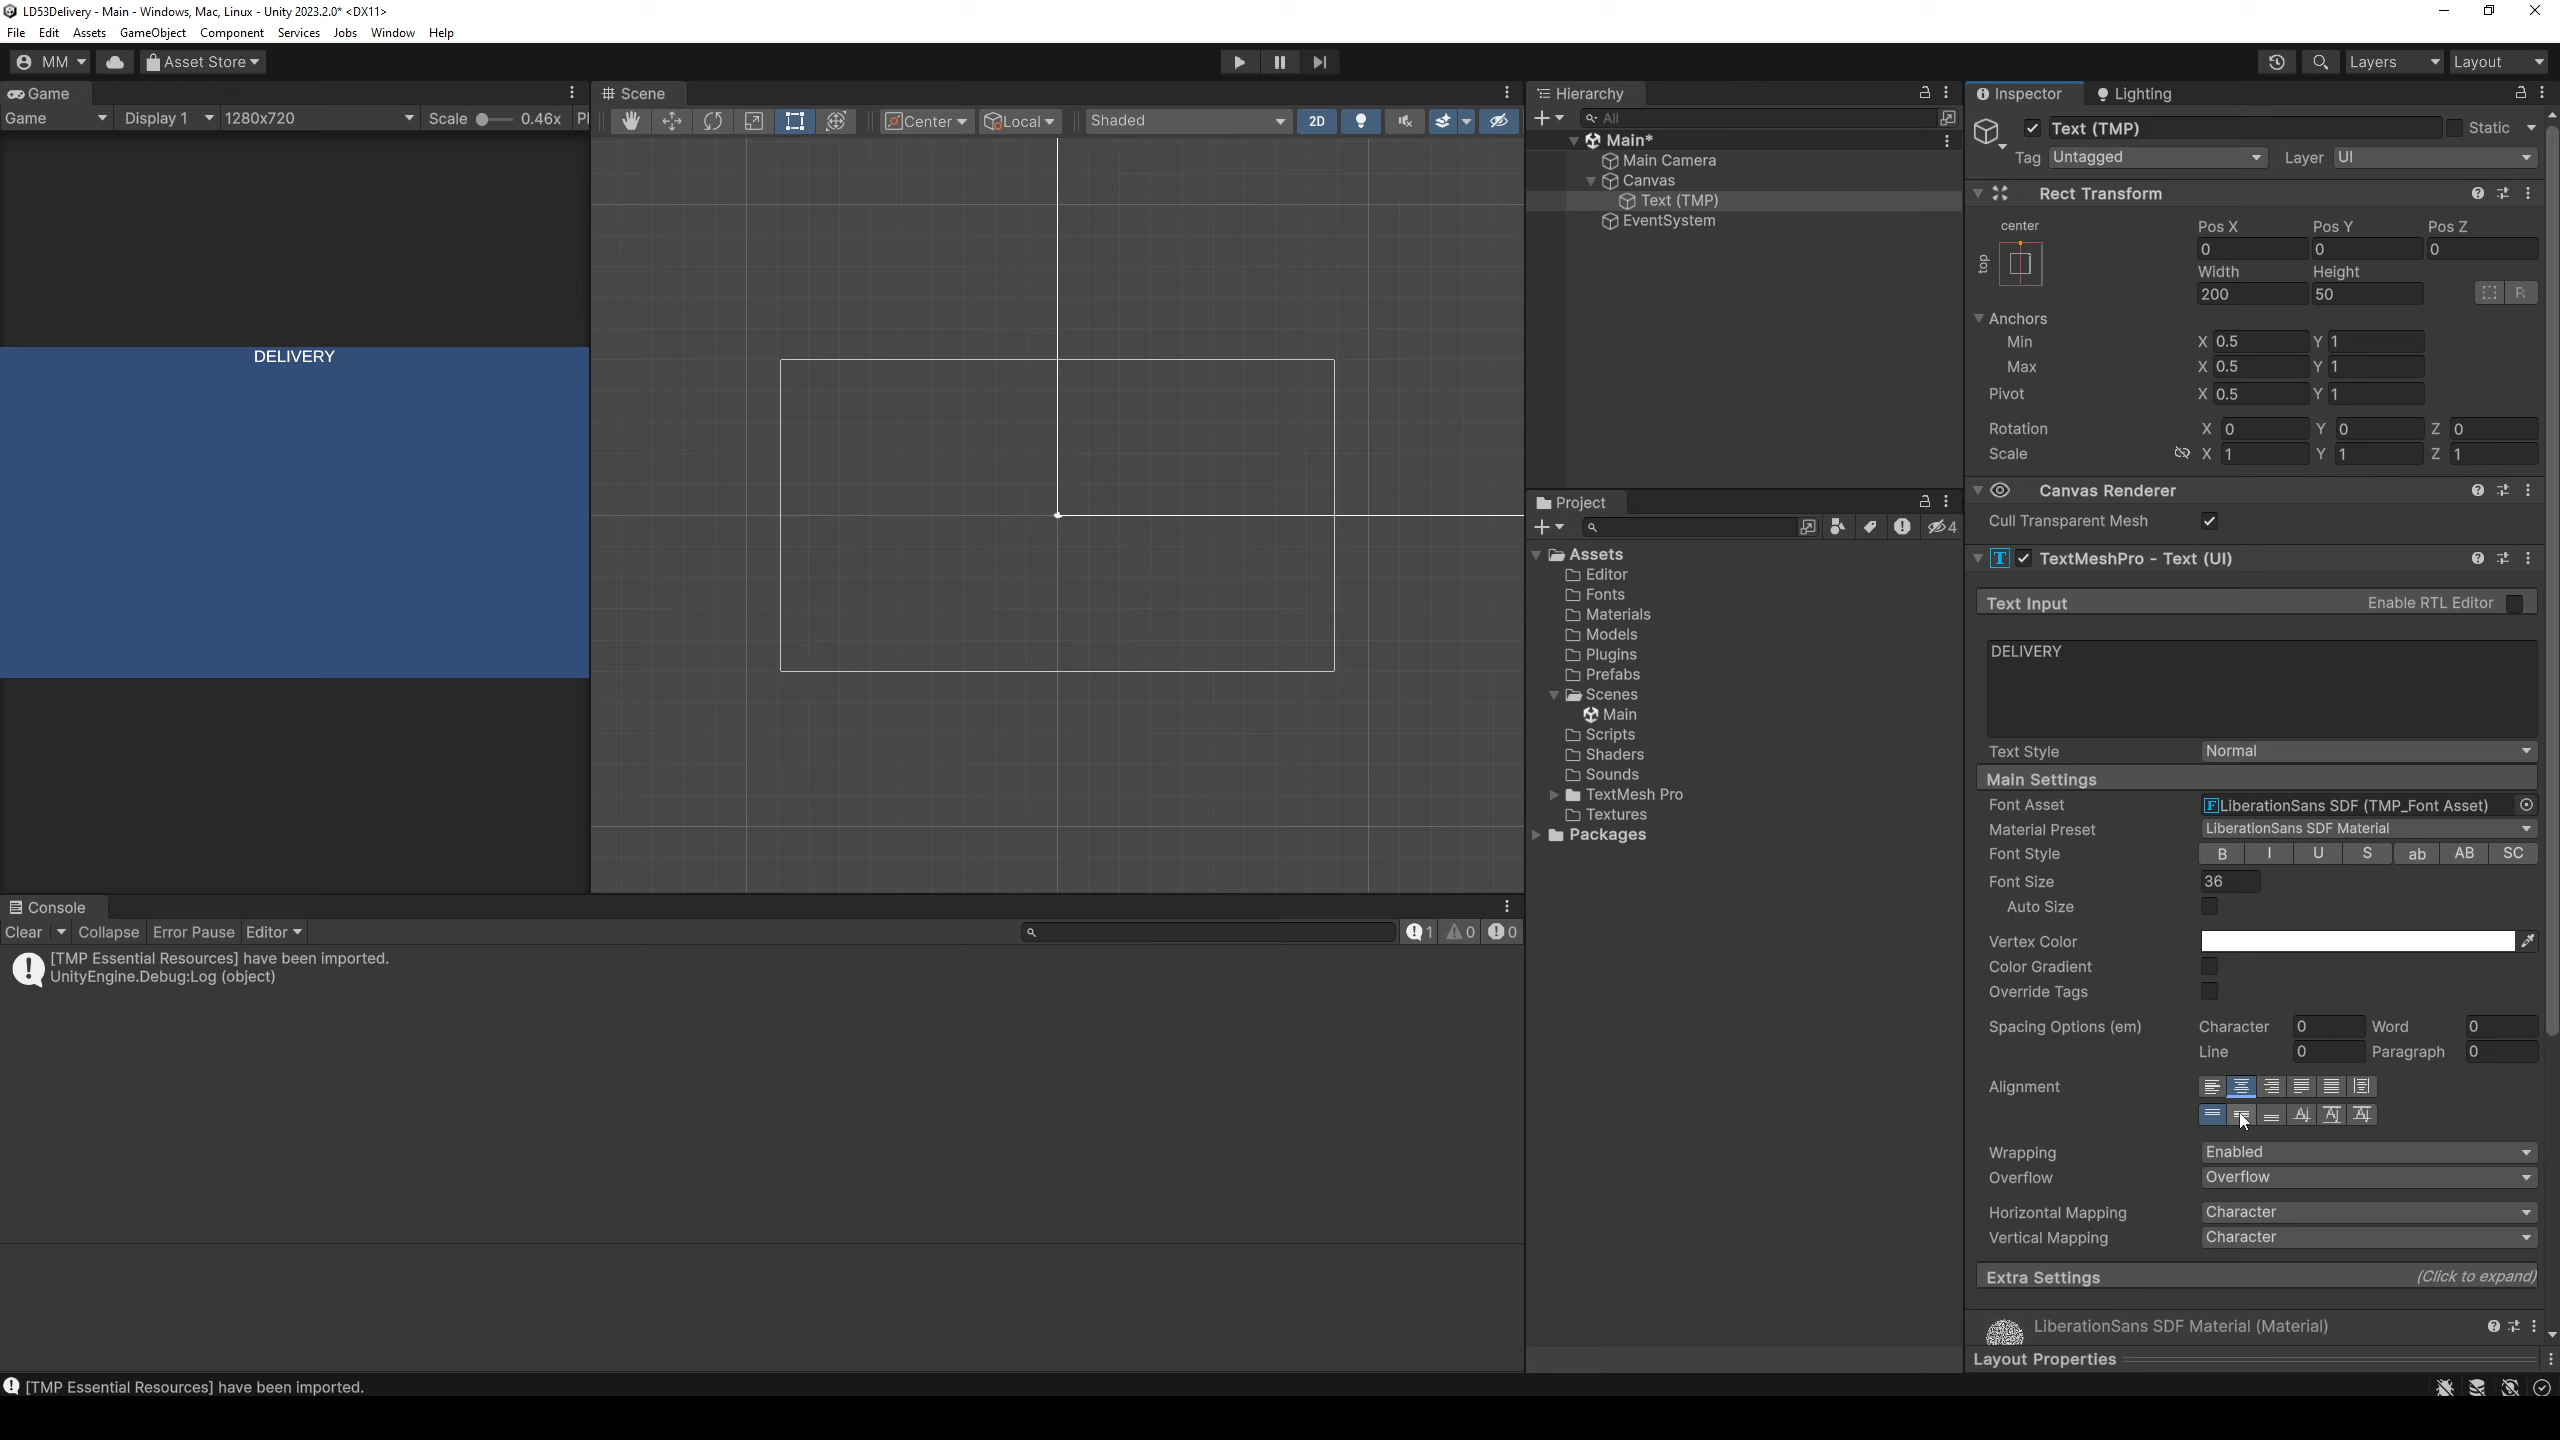 LD53Delivery - Main - Windows, Mac, Linux - Unity 2023.2.0* <DX11>
File Edit Assets GameObject Component Services Jobs Window Help
MM Asset Store Layers Layout
Game
Game Display 1 1280x720 Scale 0.46x Pl
DELIVERY
Scene
Center Local Shaded 2D
Hierarchy
All
Main*
Main Camera
Canvas
Text (TMP)
EventSystem
Project
4
Assets
Editor
Fonts
Materials
Models
Plugins
Prefabs
Scenes
Main
Scripts
Shaders
Sounds
TextMesh Pro
Textures
Packages
Console
Clear Collapse Error Pause Editor 1 0 0
[TMP Essential Resources] have been imported.
UnityEngine.Debug:Log (object)
Inspector Lighting
Text (TMP) Static
Tag Untagged Layer UI
Rect Transform
center Pos X Pos Y Pos Z
top 0 0 0
Width Height
200 50 R
Anchors
Min X 0.5 Y 1
Max X 0.5 Y 1
Pivot X 0.5 Y 1
Rotation X 0 Y 0 Z 0
Scale X 1 Y 1 Z 1
Canvas Renderer
Cull Transparent Mesh
T TextMeshPro - Text (UI)
Text Input Enable RTL Editor
DELIVERY
Text Style Normal
Main Settings
Font Asset F LiberationSans SDF (TMP_Font Asset)
Material Preset LiberationSans SDF Material
Font Style B I U S ab AB SC
Font Size 36
Auto Size
Vertex Color
Color Gradient
Override Tags
Spacing Options (em) Character 0 Word 0
Line 0 Paragraph 0
Alignment
Wrapping Enabled
Overflow Overflow
Horizontal Mapping Character
Vertical Mapping Character
Extra Settings (Click to expand)
LiberationSans SDF Material (Material)
Layout Properties
[TMP Essential Resources] have been imported.